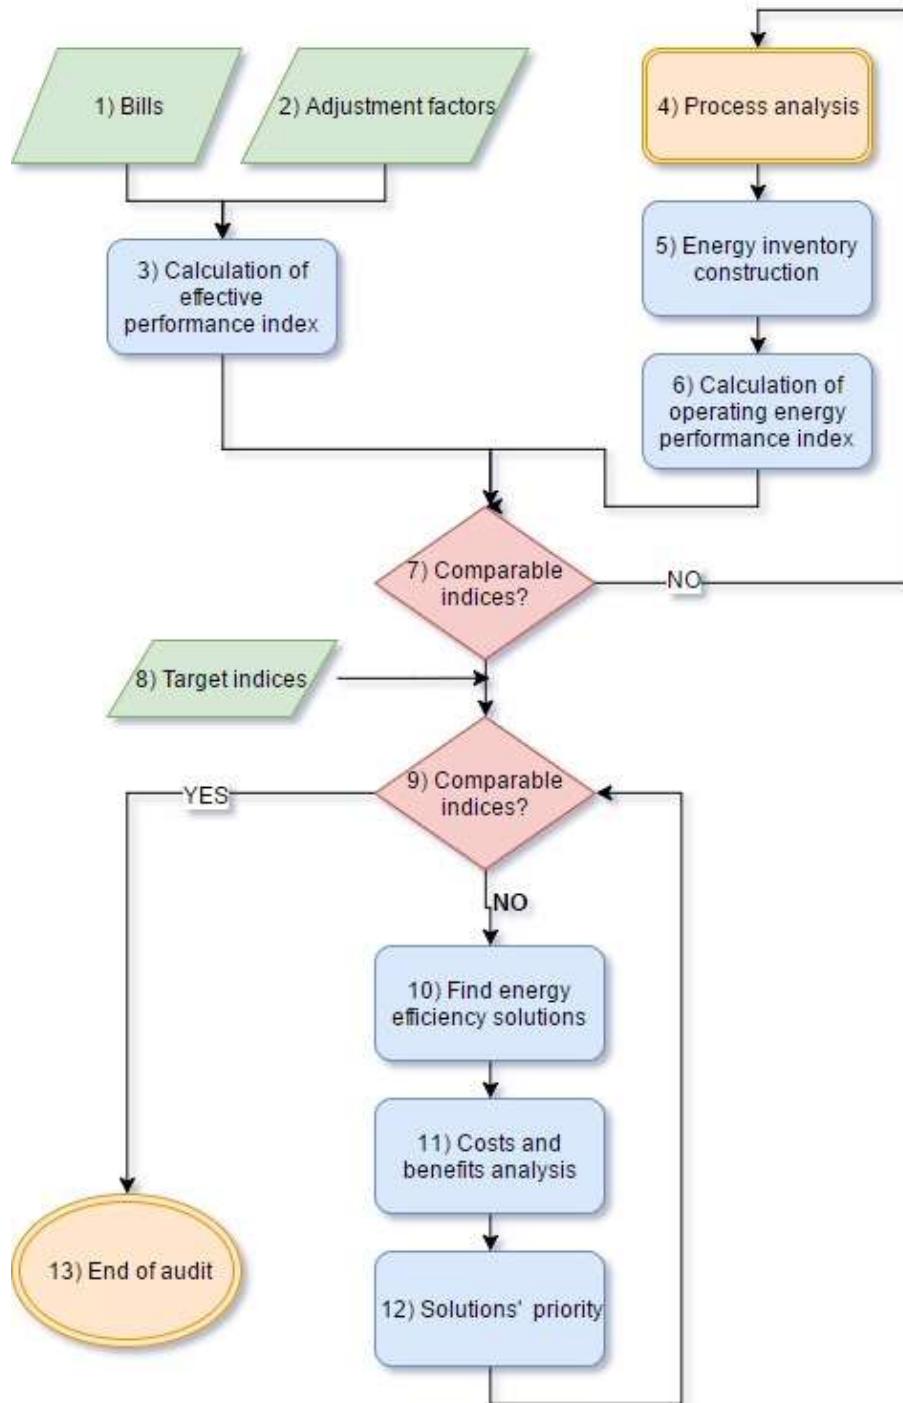 1) Bills
2) Adjustment factors
3) Calculation of
effective
performance index
4) Process analysis
5) Energy inventory
construction
6) Calculation of
operating energy
performance index
7) Comparable
indices?
NO
8) Target indices
9) Comparable
indices?
YES
NO
10) Find energy
efficiency solutions
11) Costs and
benefits analysis
12) Solutions' priority
13) End of audit